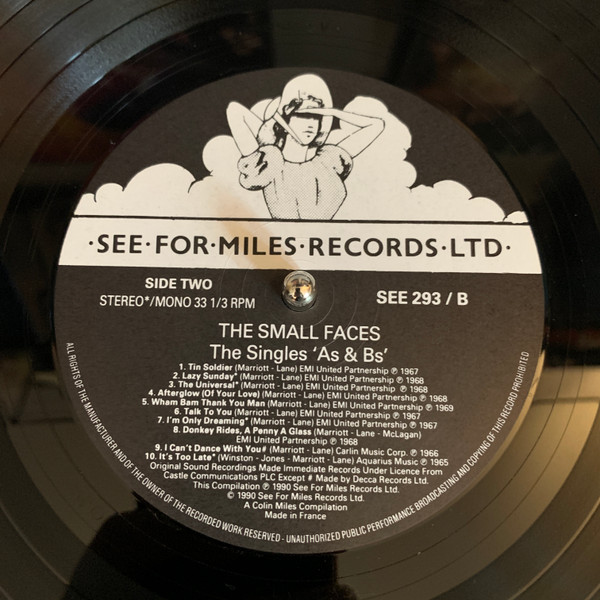 ·SEE·FOR·MILES·RECORDS·LTD·
SIDE TWO
STEREO*/MONO 33 1/3 RPM
SEE 293 / B
THE SMALL FACES
The Singles 'As & Bs'
1. Tin Soldier (Marriott - Lane) EMI United Partnership ℗ 1967
2. Lazy Sunday* (Marriott - Lane) EMI United Partnership ℗ 1968
3. The Universal* (Marriott - Lane) EMI United Partnership ℗ 1968
4. Afterglow (Of Your Love) (Marriott - Lane) EMI United Partnership ℗ 1968
5. Wham Bam Thank You Man (Marriott - Lane) EMI United Partnership ℗ 1969
6. Talk To You (Marriott - Lane) EMI United Partnership ℗ 1967
7. I'm Only Dreaming* (Marriott - Lane) EMI United Partnership ℗ 1967
8. Donkey Rides, A Penny A Glass (Marriott - Lane - McLagan)
EMI United Partnership ℗ 1968
9. I Can't Dance With You# (Marriott - Lane) Carlin Music Corp. ℗ 1966
10. It's Too Late* (Winston - Jones - Marriott - Lane) Aquarius Music ℗ 1965
Original Sound Recordings Made Immediate Records Under Licence From
Castle Communications PLC Except # Made by Decca Records Ltd.
This Compilation ℗ 1990 See For Miles Records Ltd.
© 1990 See For Miles Records Ltd.
A Colin Miles Compilation
Made in France
ALL RIGHTS OF THE MANUFACTURER AND OF THE OWNER OF THE RECORDED WORK RESERVED - UNAUTHORIZED PUBLIC PERFORMANCE BROADCASTING AND COPYING OF THIS RECORD PROHIBITED